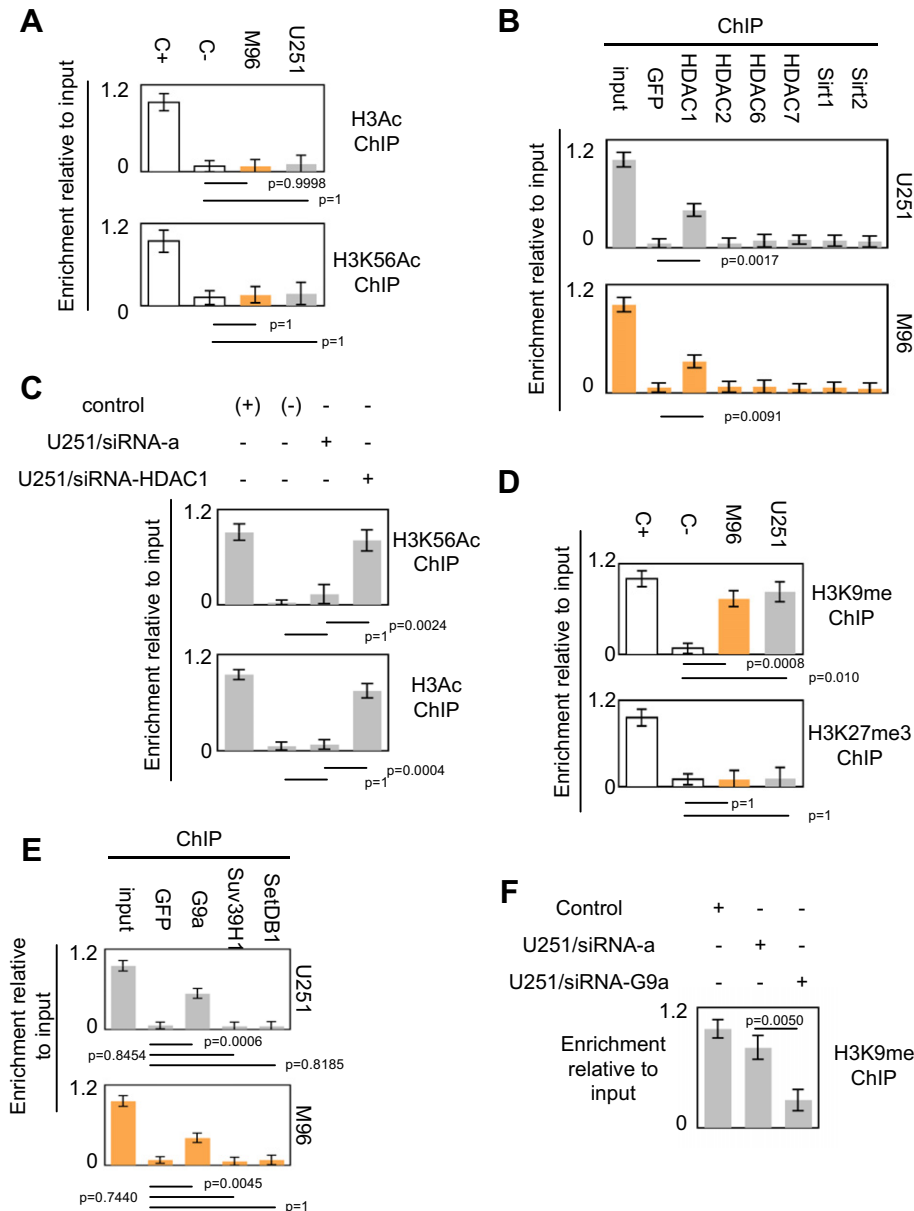 A
C+
C-
M96
U251
Enrichment relative to input
1.2
0
H3Ac
ChIP
p=0.9998
p=1
1.2
0
H3K56Ac
ChIP
p=1
p=1
B
ChIP
input
GFP
HDAC1
HDAC2
HDAC6
HDAC7
Sirt1
Sirt2
Enrichment relative to input
1.2
0
U251
p=0.0017
1.2
0
M96
p=0.0091
C
control (+) (-) - -
U251/siRNA-a - - + -
U251/siRNA-HDAC1 - - - +
Enrichment relative to input
1.2
0
H3K56Ac
ChIP
p=0.0024
p=1
1.2
0
H3Ac
ChIP
p=0.0004
p=1
D
C+
C-
M96
U251
Enrichment relative to input
1.2
0
H3K9me
ChIP
p=0.0008
p=0.010
1.2
0
H3K27me3
ChIP
p=1
p=1
E
ChIP
input
GFP
G9a
Suv39H1
SetDB1
Enrichment relative
to input
1.2
0
U251
p=0.0006
p=0.8454
p=0.8185
1.2
0
M96
p=0.0045
p=0.7440
p=1
F
Control + - -
U251/siRNA-a - + -
U251/siRNA-G9a - - +
1.2
0
p=0.0050
Enrichment
relative to
input
H3K9me
ChIP